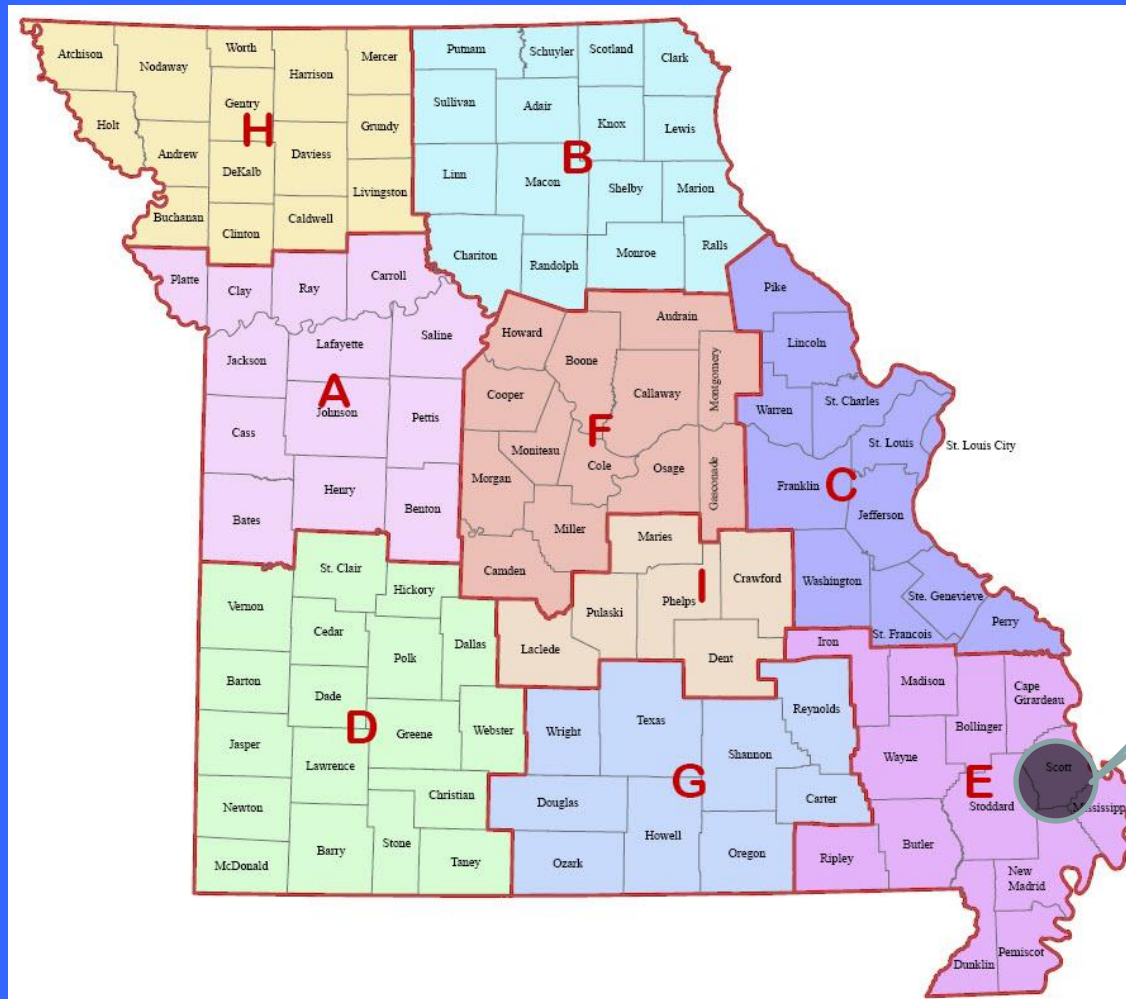 Atchison
Nodaway
Worth
Harrison
Mercer
Holt
Gentry
H
Grundy
Andrew
DeKalb
Daviess
Livingston
Buchanan
Clinton
Caldwell
Putnam
Schuyler
Scotland
Clark
Sullivan
Adair
Knox
Lewis
B
Linn
Macon
Shelby
Marion
Chariton
Randolph
Monroe
Ralls
Platte
Clay
Ray
Carroll
Jackson
Lafayette
Saline
A
Johnson
Pettis
Cass
Henry
Bates
Benton
Howard
Boone
Audrain
Cooper
Callaway
Montgomery
F
Moniteau
Cole
Osage
Gasconade
Morgan
Miller
Camden
Pike
Lincoln
Warren
St. Charles
St. Louis
St. Louis City
Franklin
C
Jefferson
Washington
Ste. Genevieve
St. Francois
Perry
Maries
Pulaski
Phelps
I
Crawford
Laclede
Dent
St. Clair
Hickory
Vernon
Cedar
Polk
Dallas
Barton
Dade
D
Greene
Webster
Jasper
Lawrence
Christian
Newton
McDonald
Barry
Stone
Taney
Wright
Texas
Reynolds
Shannon
G
Douglas
Howell
Carter
Ozark
Oregon
Iron
Madison
Cape
Girardeau
Bollinger
Wayne
Scott
E
Stoddard
Mississippi
Ripley
Butler
New
Madrid
Dunklin
Pemiscot